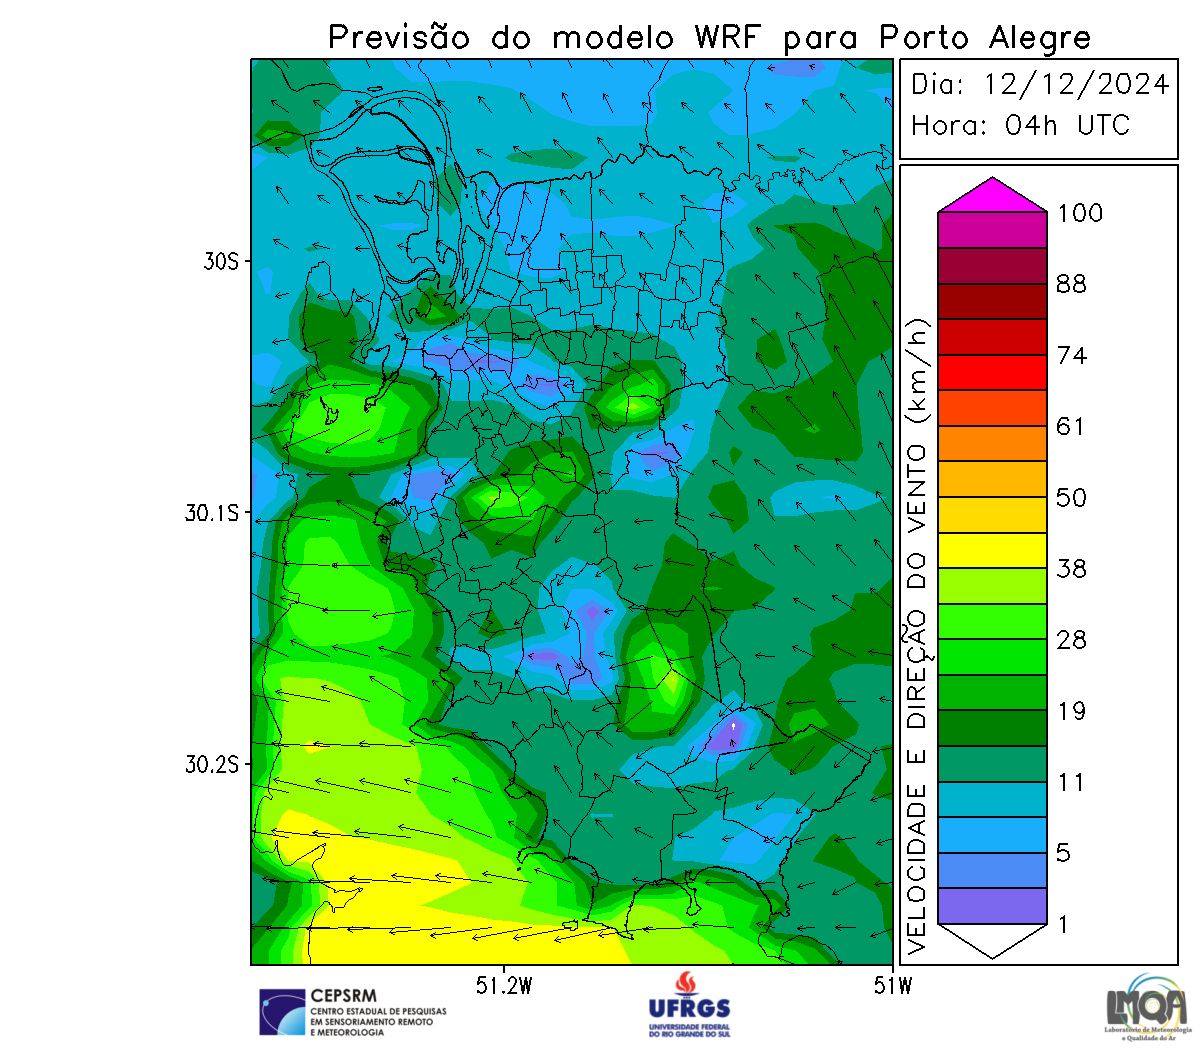 Previsão do modelo WRF para Porto Alegre
Dia: 12/12/2024
Hora: 04h UTC
30S
30.1S
30.2S
51.2W
51W
VELOCIDADE E DIREÇÃO DO VENTO (km/h)
100
88
74
61
50
38
28
19
11
5
1
CEPSRM
CENTRO ESTADUAL DE PESQUISAS
EM SENSORIAMENTO REMOTO
E METEOROLOGIA
UFRGS
UNIVERSIDADE FEDERAL
DO RIO GRANDE DO SUL
LMQA
Laboratório de Meteorologia
e Qualidade do Ar